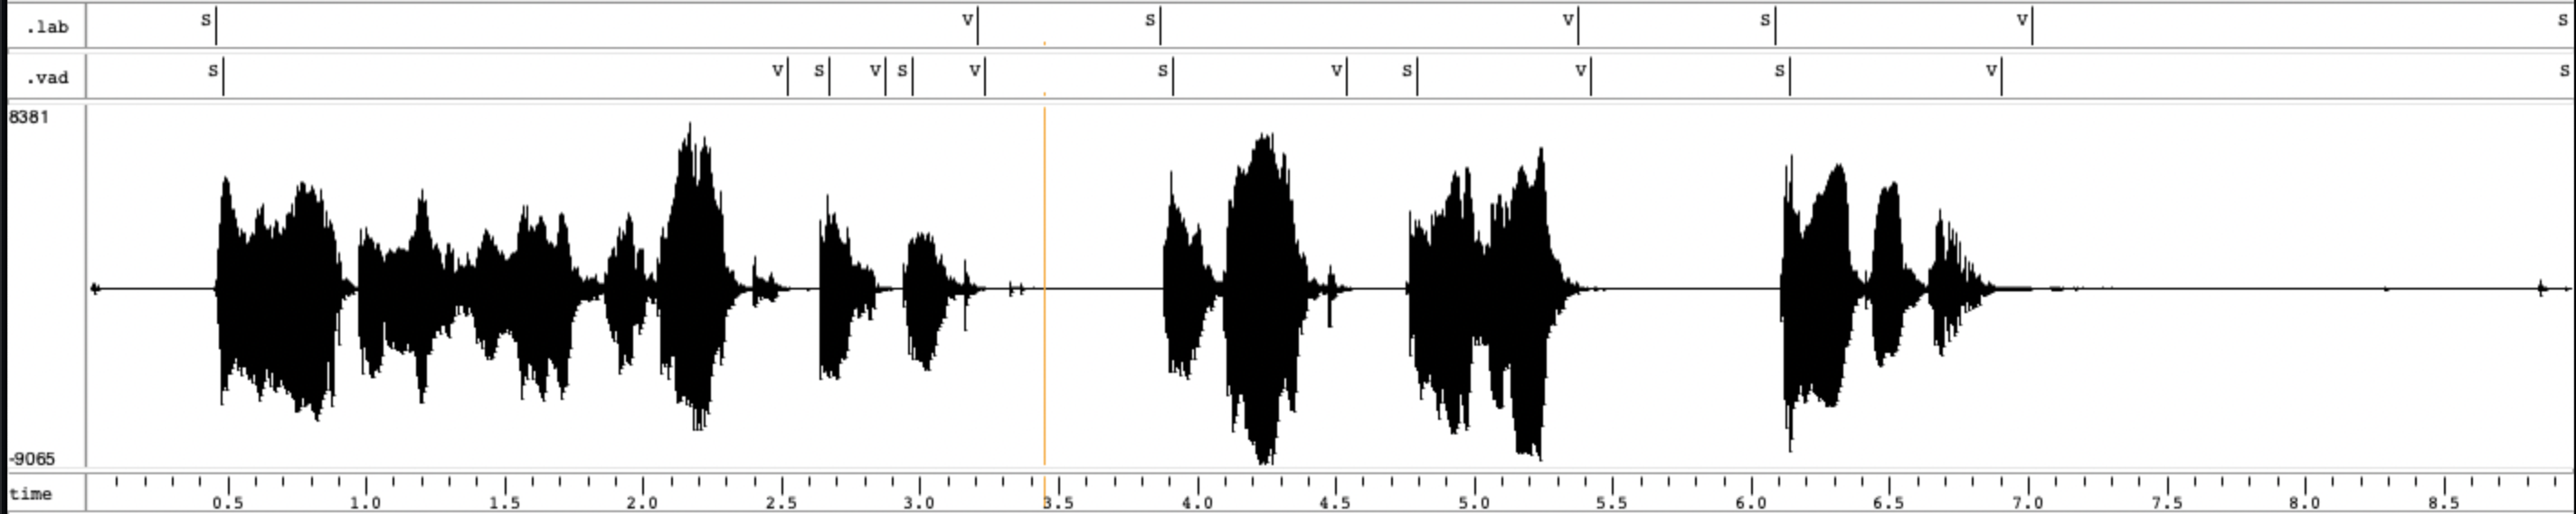 .lab S V S V S V S
.vad S V S V S V S V S V S V S
8381
-9065
time 0.5 1.0 1.5 2.0 2.5 3.0 3.5 4.0 4.5 5.0 5.5 6.0 6.5 7.0 7.5 8.0 8.5